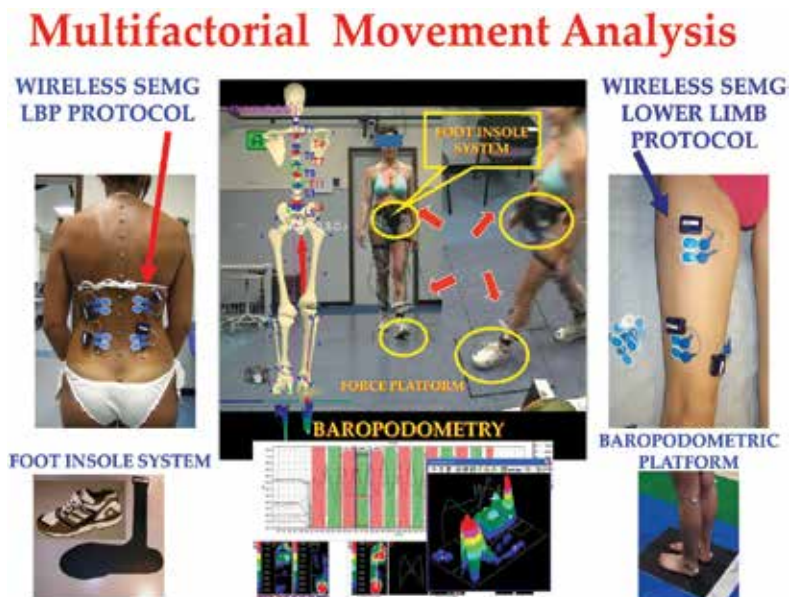 Multifactorial Movement Analysis
WIRELESS SEMG
LBP PROTOCOL
WIRELESS SEMG
LOWER LIMB
PROTOCOL
FOOT INSOLE
SYSTEM
FORCE PLATFORM
BAROPODOMETRY
FOOT INSOLE SYSTEM
BAROPODOMETRIC
PLATFORM